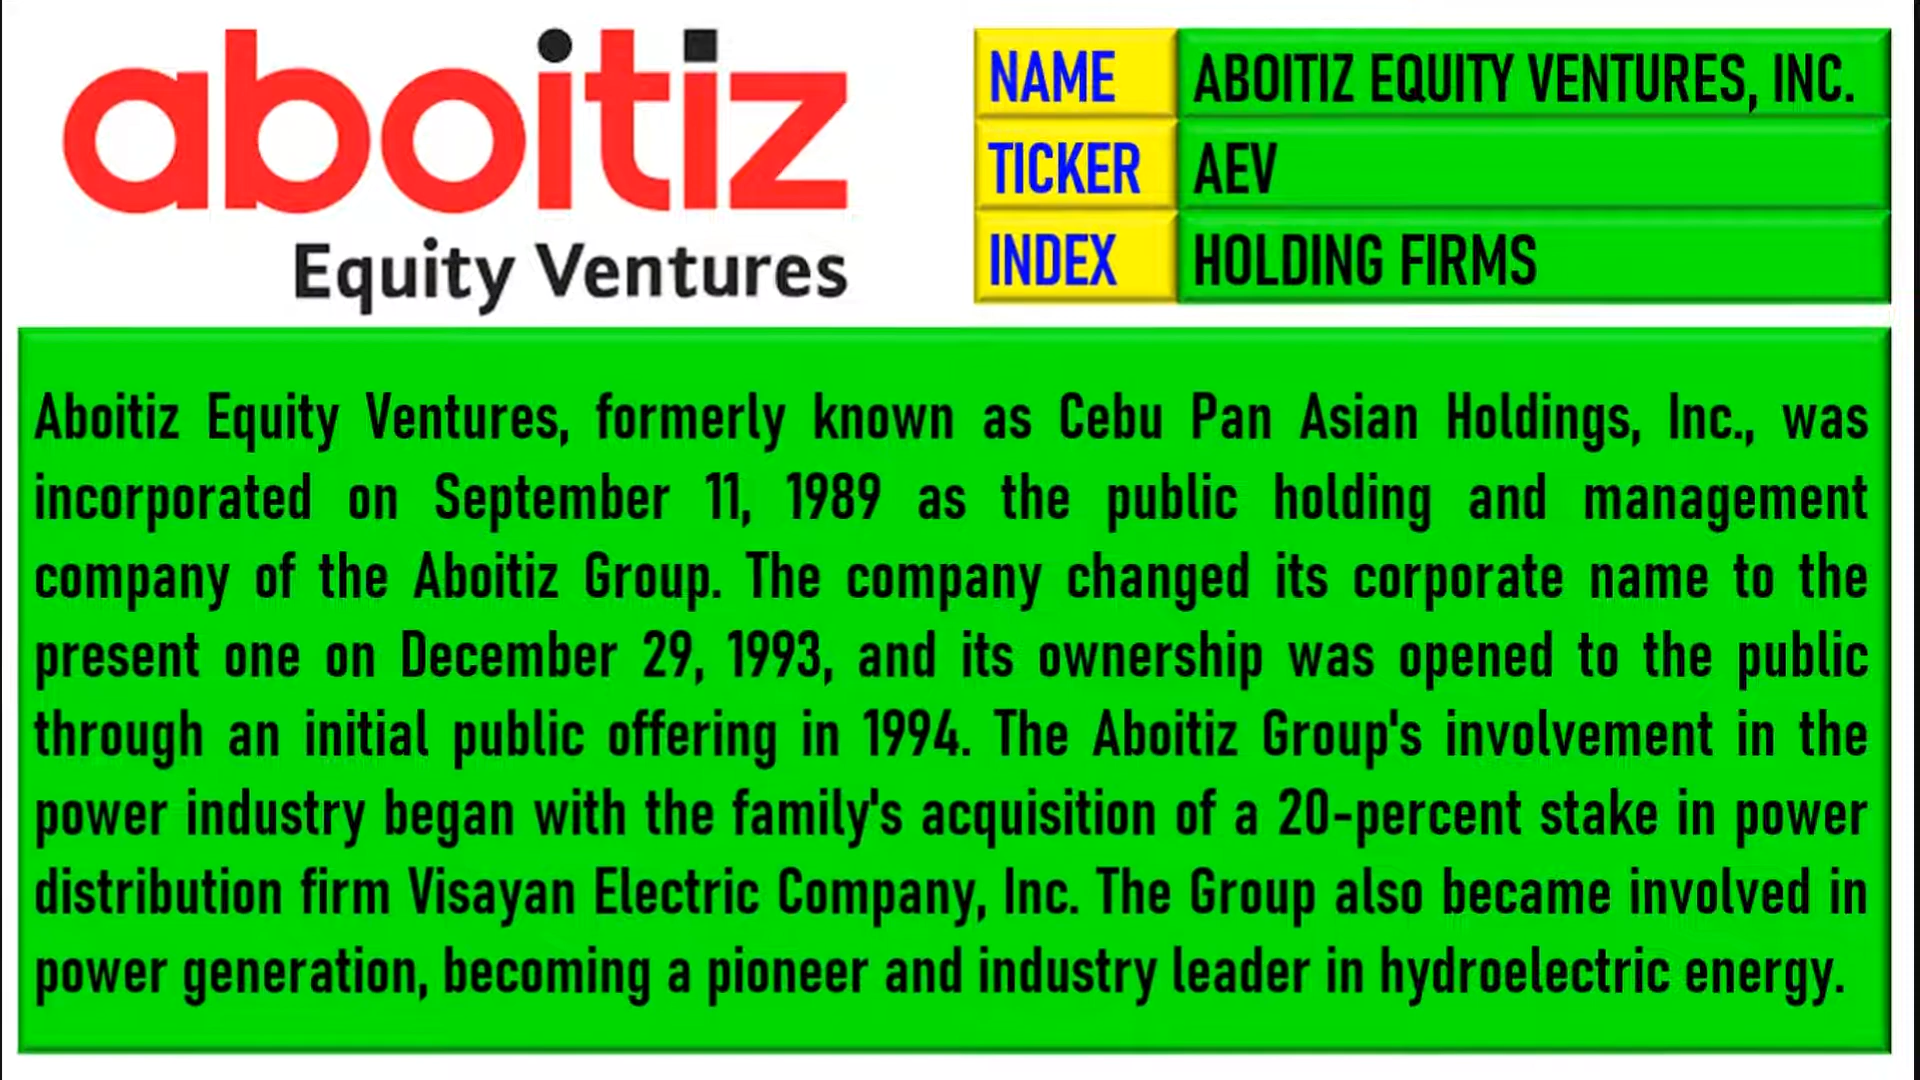 aboitiz
Equity Ventures
NAME ABOITIZ EQUITY VENTURES, INC.
TICKER AEV
INDEX HOLDING FIRMS
Aboitiz Equity Ventures, formerly known as Cebu Pan Asian Holdings, Inc., was
incorporated on September 11, 1989 as the public holding and management
company of the Aboitiz Group. The company changed its corporate name to the
present one on December 29, 1993, and its ownership was opened to the public
through an initial public offering in 1994. The Aboitiz Group's involvement in the
power industry began with the family's acquisition of a 20-percent stake in power
distribution firm Visayan Electric Company, Inc. The Group also became involved in
power generation, becoming a pioneer and industry leader in hydroelectric energy.